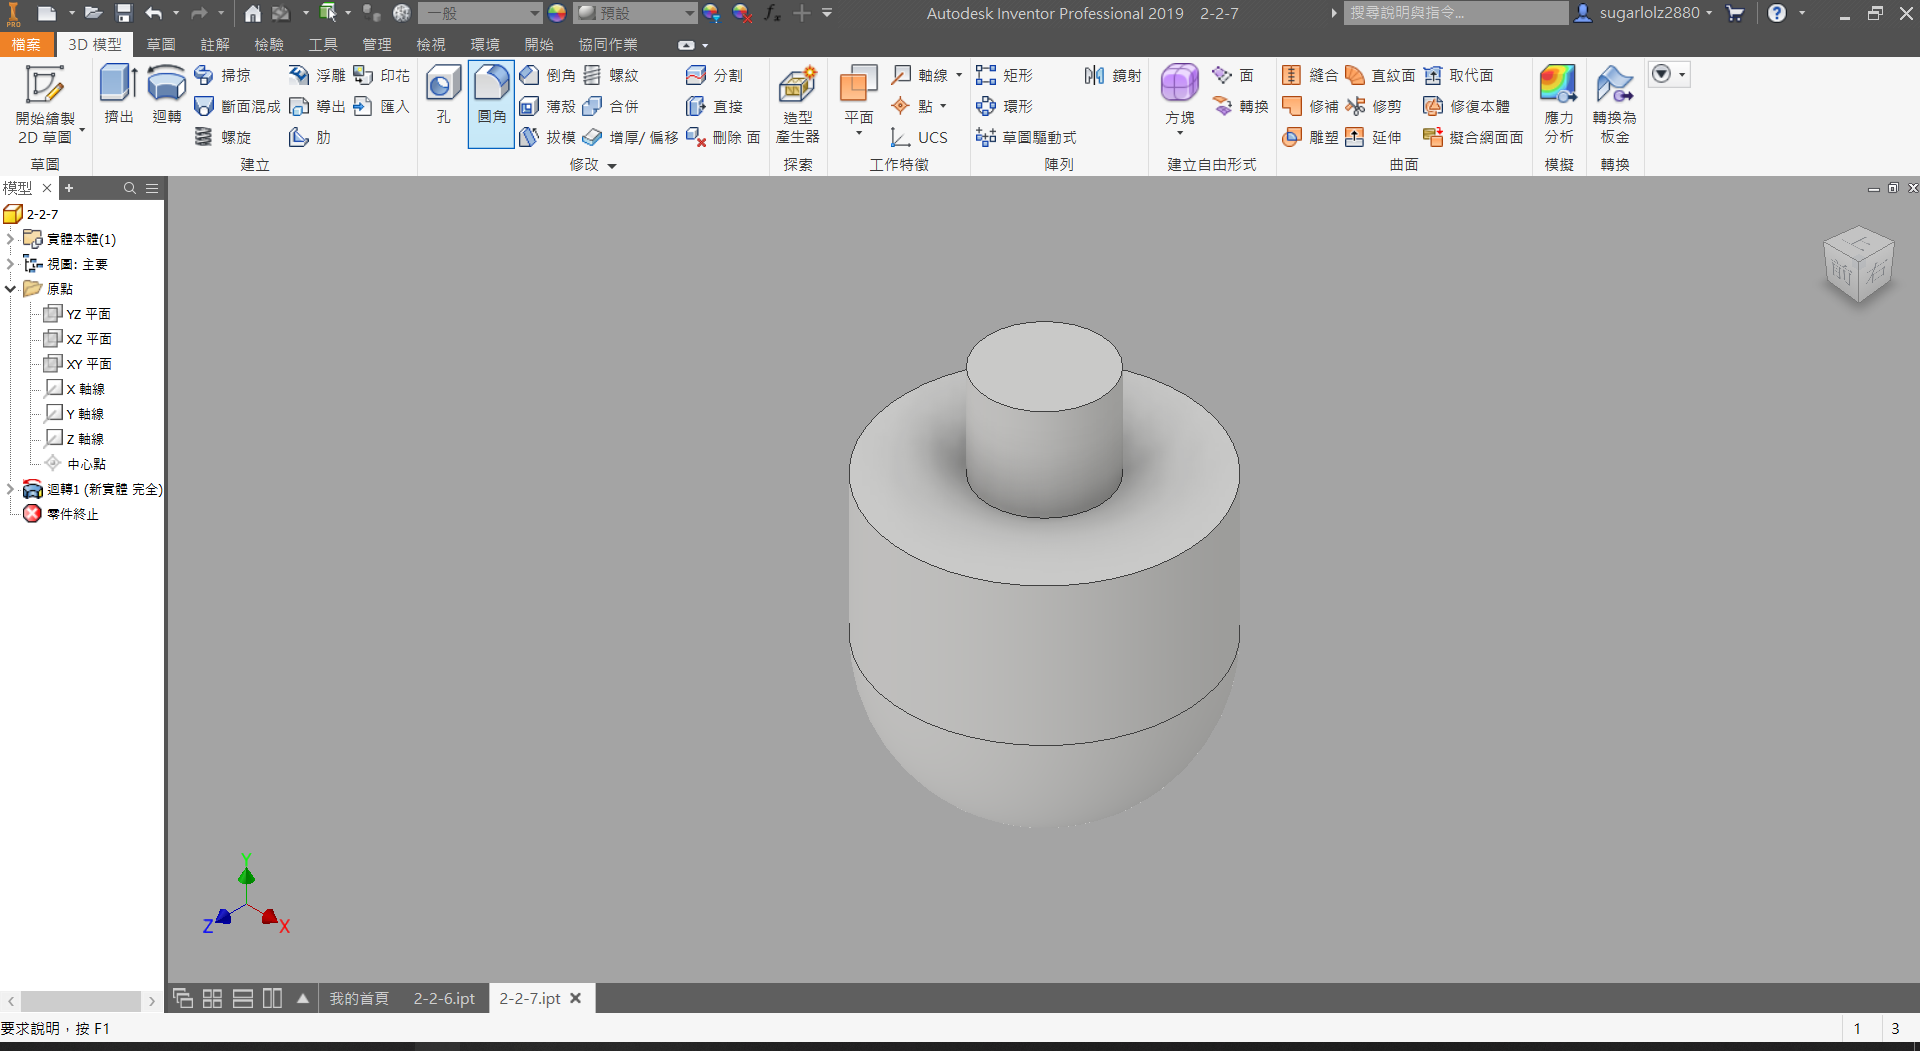 PRO
一般
預設
fx
Autodesk Inventor Professional 2019 2-2-7
搜尋說明與指令...
sugarlolz2880
檔案 3D 模型 草圖 註解 檢驗 工具 管理 檢視 環境 開始 協同作業
開始繪製
2D 草圖
草圖
擠出
迴轉
掃掠
斷面混成
螺旋
浮雕
導出
肋
印花
匯入
建立
孔
圓角
倒角
薄殼
拔模
螺紋
合併
增厚/ 偏移
分割
直接
刪除 面
修改
造型
產生器
探索
平面
軸線
點
UCS
工作特徵
矩形
環形
草圖驅動式
鏡射
陣列
方塊
面
轉換
建立自由形式
縫合
修補
雕塑
直紋面
修剪
延伸
取代面
修復本體
擬合網面面
曲面
應力
分析
模擬
轉換為
板金
轉換
模型
2-2-7
實體本體(1)
視圖: 主要
原點
YZ 平面
XZ 平面
XY 平面
X 軸線
Y 軸線
Z 軸線
中心點
迴轉1 (新實體 完全)
零件終止
上
前
右
Y
Z
X
我的首頁 2-2-6.ipt 2-2-7.ipt
要求說明，按 F1
1 3